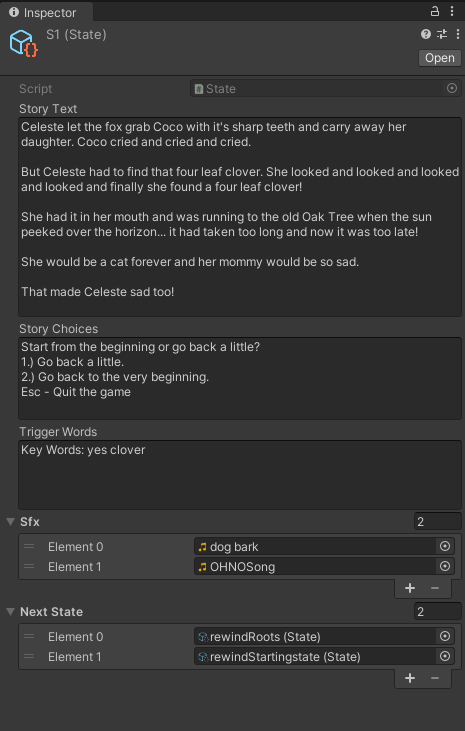 Inspector
S1 (State)
Open
Script
State
Story Text
Celeste let the fox grab Coco with it's sharp teeth and carry away her
daughter. Coco cried and cried and cried.
But Celeste had to find that four leaf clover. She looked and looked and looked
and looked and finally she found a four leaf clover!
She had it in her mouth and was running to the old Oak Tree when the sun
peeked over the horizon... it had taken too long and now it was too late!
She would be a cat forever and her mommy would be so sad.
That made Celeste sad too!
Story Choices
Start from the beginning or go back a little?
1.) Go back a little.
2.) Go back to the very beginning.
Esc - Quit the game
Trigger Words
Key Words: yes clover
Sfx 2
Element 0 dog bark
Element 1 OHNOSong
Next State 2
Element 0 rewindRoots (State)
Element 1 rewindStartingstate (State)